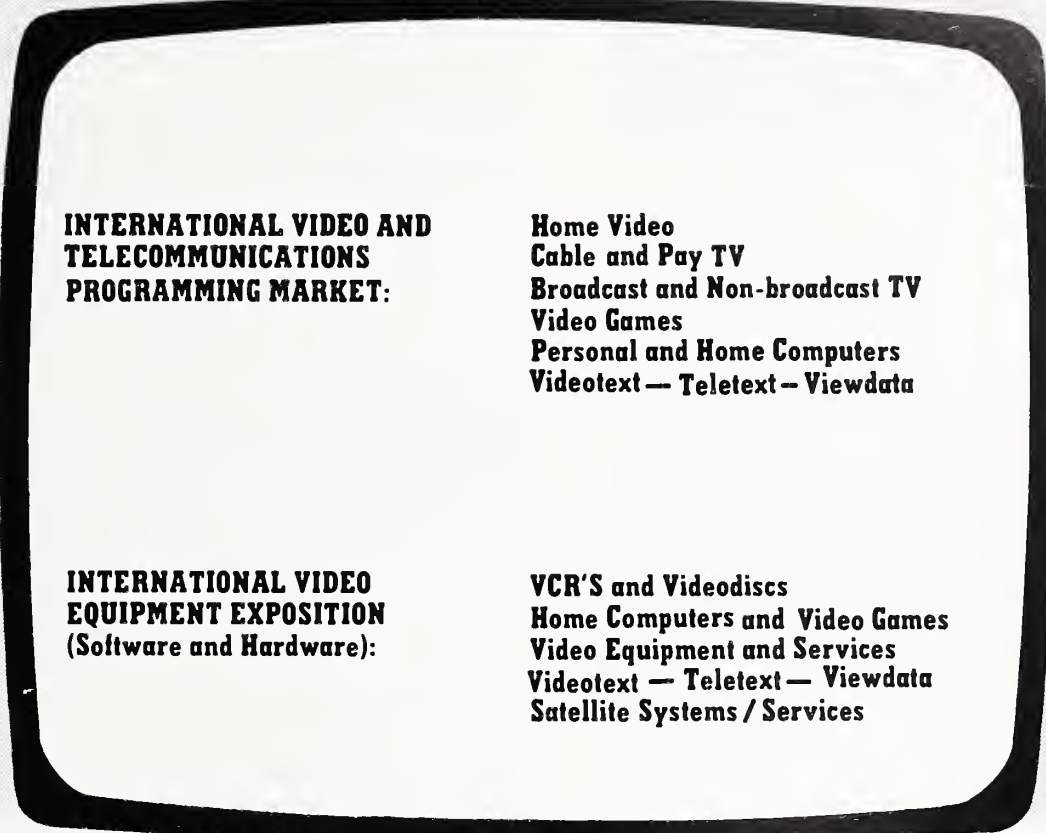 INTERNATIONAL VIDEO AND
TELECOMMUNICATIONS
PROGRAMMING MARKET:
Home Video
Cable and Pay TV
Broadcast and Non-broadcast TV
Video Games
Personal and Home Computers
Videotext — Teletext – Viewdata
INTERNATIONAL VIDEO
EQUIPMENT EXPOSITION
(Software and Hardware):
VCR'S and Videodiscs
Home Computers and Video Games
Video Equipment and Services
Videotext — Teletext — Viewdata
Satellite Systems / Services